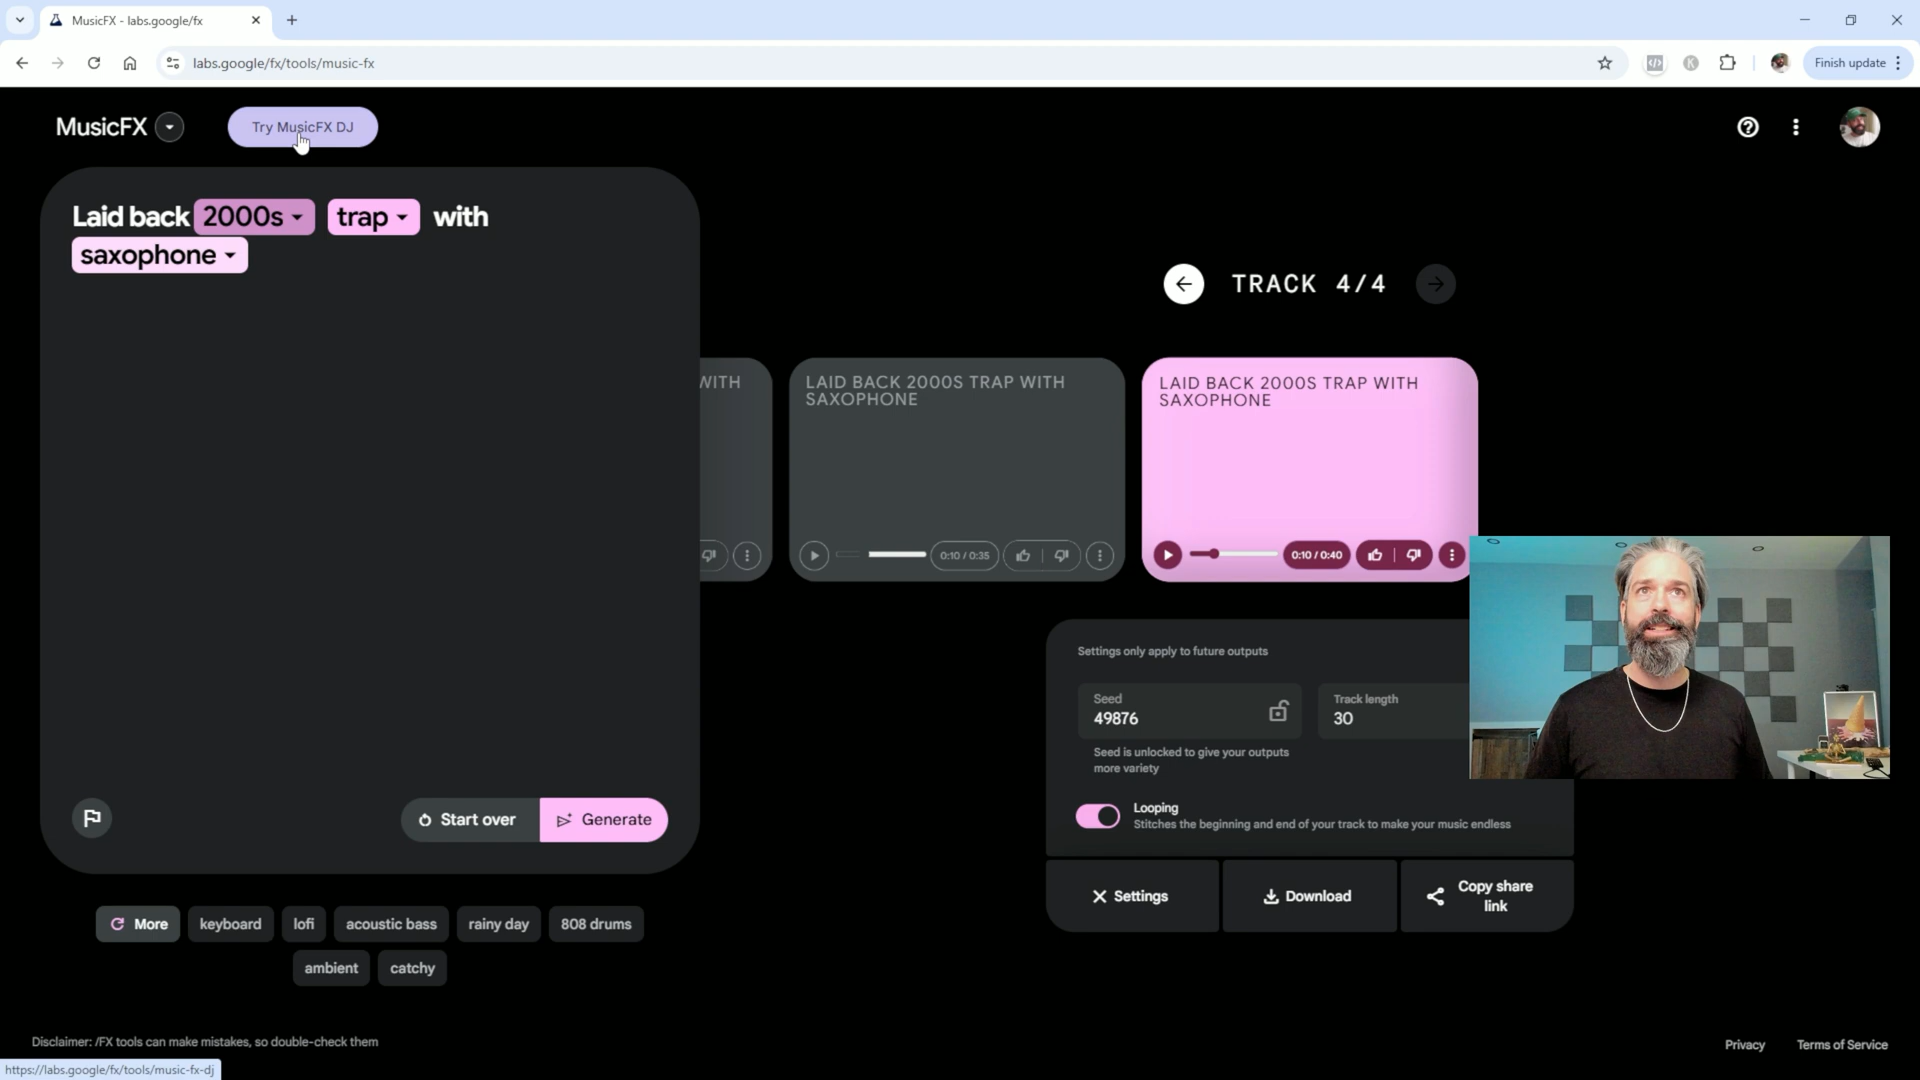 MusicFX - labs.google/fx
labs.google/fx/tools/music-fx
Finish update
MusicFX
Try MusicFX DJ
Laid back 2000s trap with
saxophone
TRACK 4/4
WITH
LAID BACK 2000S TRAP WITH
SAXOPHONE
0:10 / 0:35
LAID BACK 2000S TRAP WITH
SAXOPHONE
0:10 / 0:40
Settings only apply to future outputs
Seed
49876
Track length
30
Seed is unlocked to give your outputs
more variety
Looping
Stitches the beginning and end of your track to make your music endless
Settings
Download
Copy share
link
Start over
Generate
More
keyboard
lofi
acoustic bass
rainy day
808 drums
ambient
catchy
Disclaimer: /FX tools can make mistakes, so double-check them
Privacy
Terms of Service
https://labs.google/fx/tools/music-fx-dj